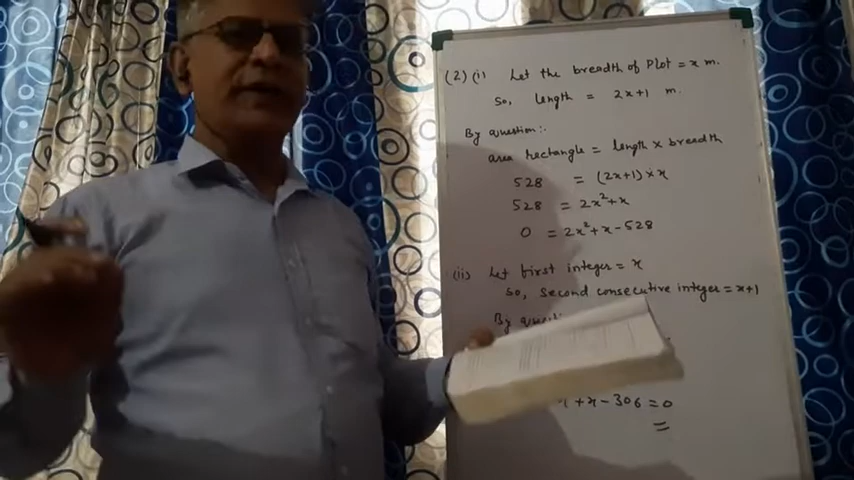 (2) (i) Let the breadth of Plot = x m.
So, length = 2x+1 m.
By question:
area rectangle = length × breadth
528 = (2x+1)×x
528 = 2x²+x
0 = 2x²+x-528
(ii) Let first integer = x
So, second consecutive integer = x+1
By
+x-306 = 0